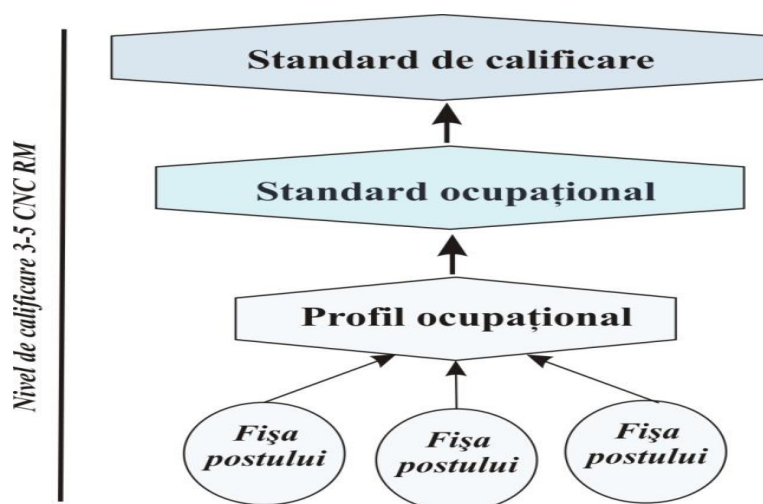 Standard de calificare
Standard ocupațional
Profil ocupațional
Fişa
postului
Fişa
postului
Fişa
postului
Nivel de calificare 3-5 CNC RM